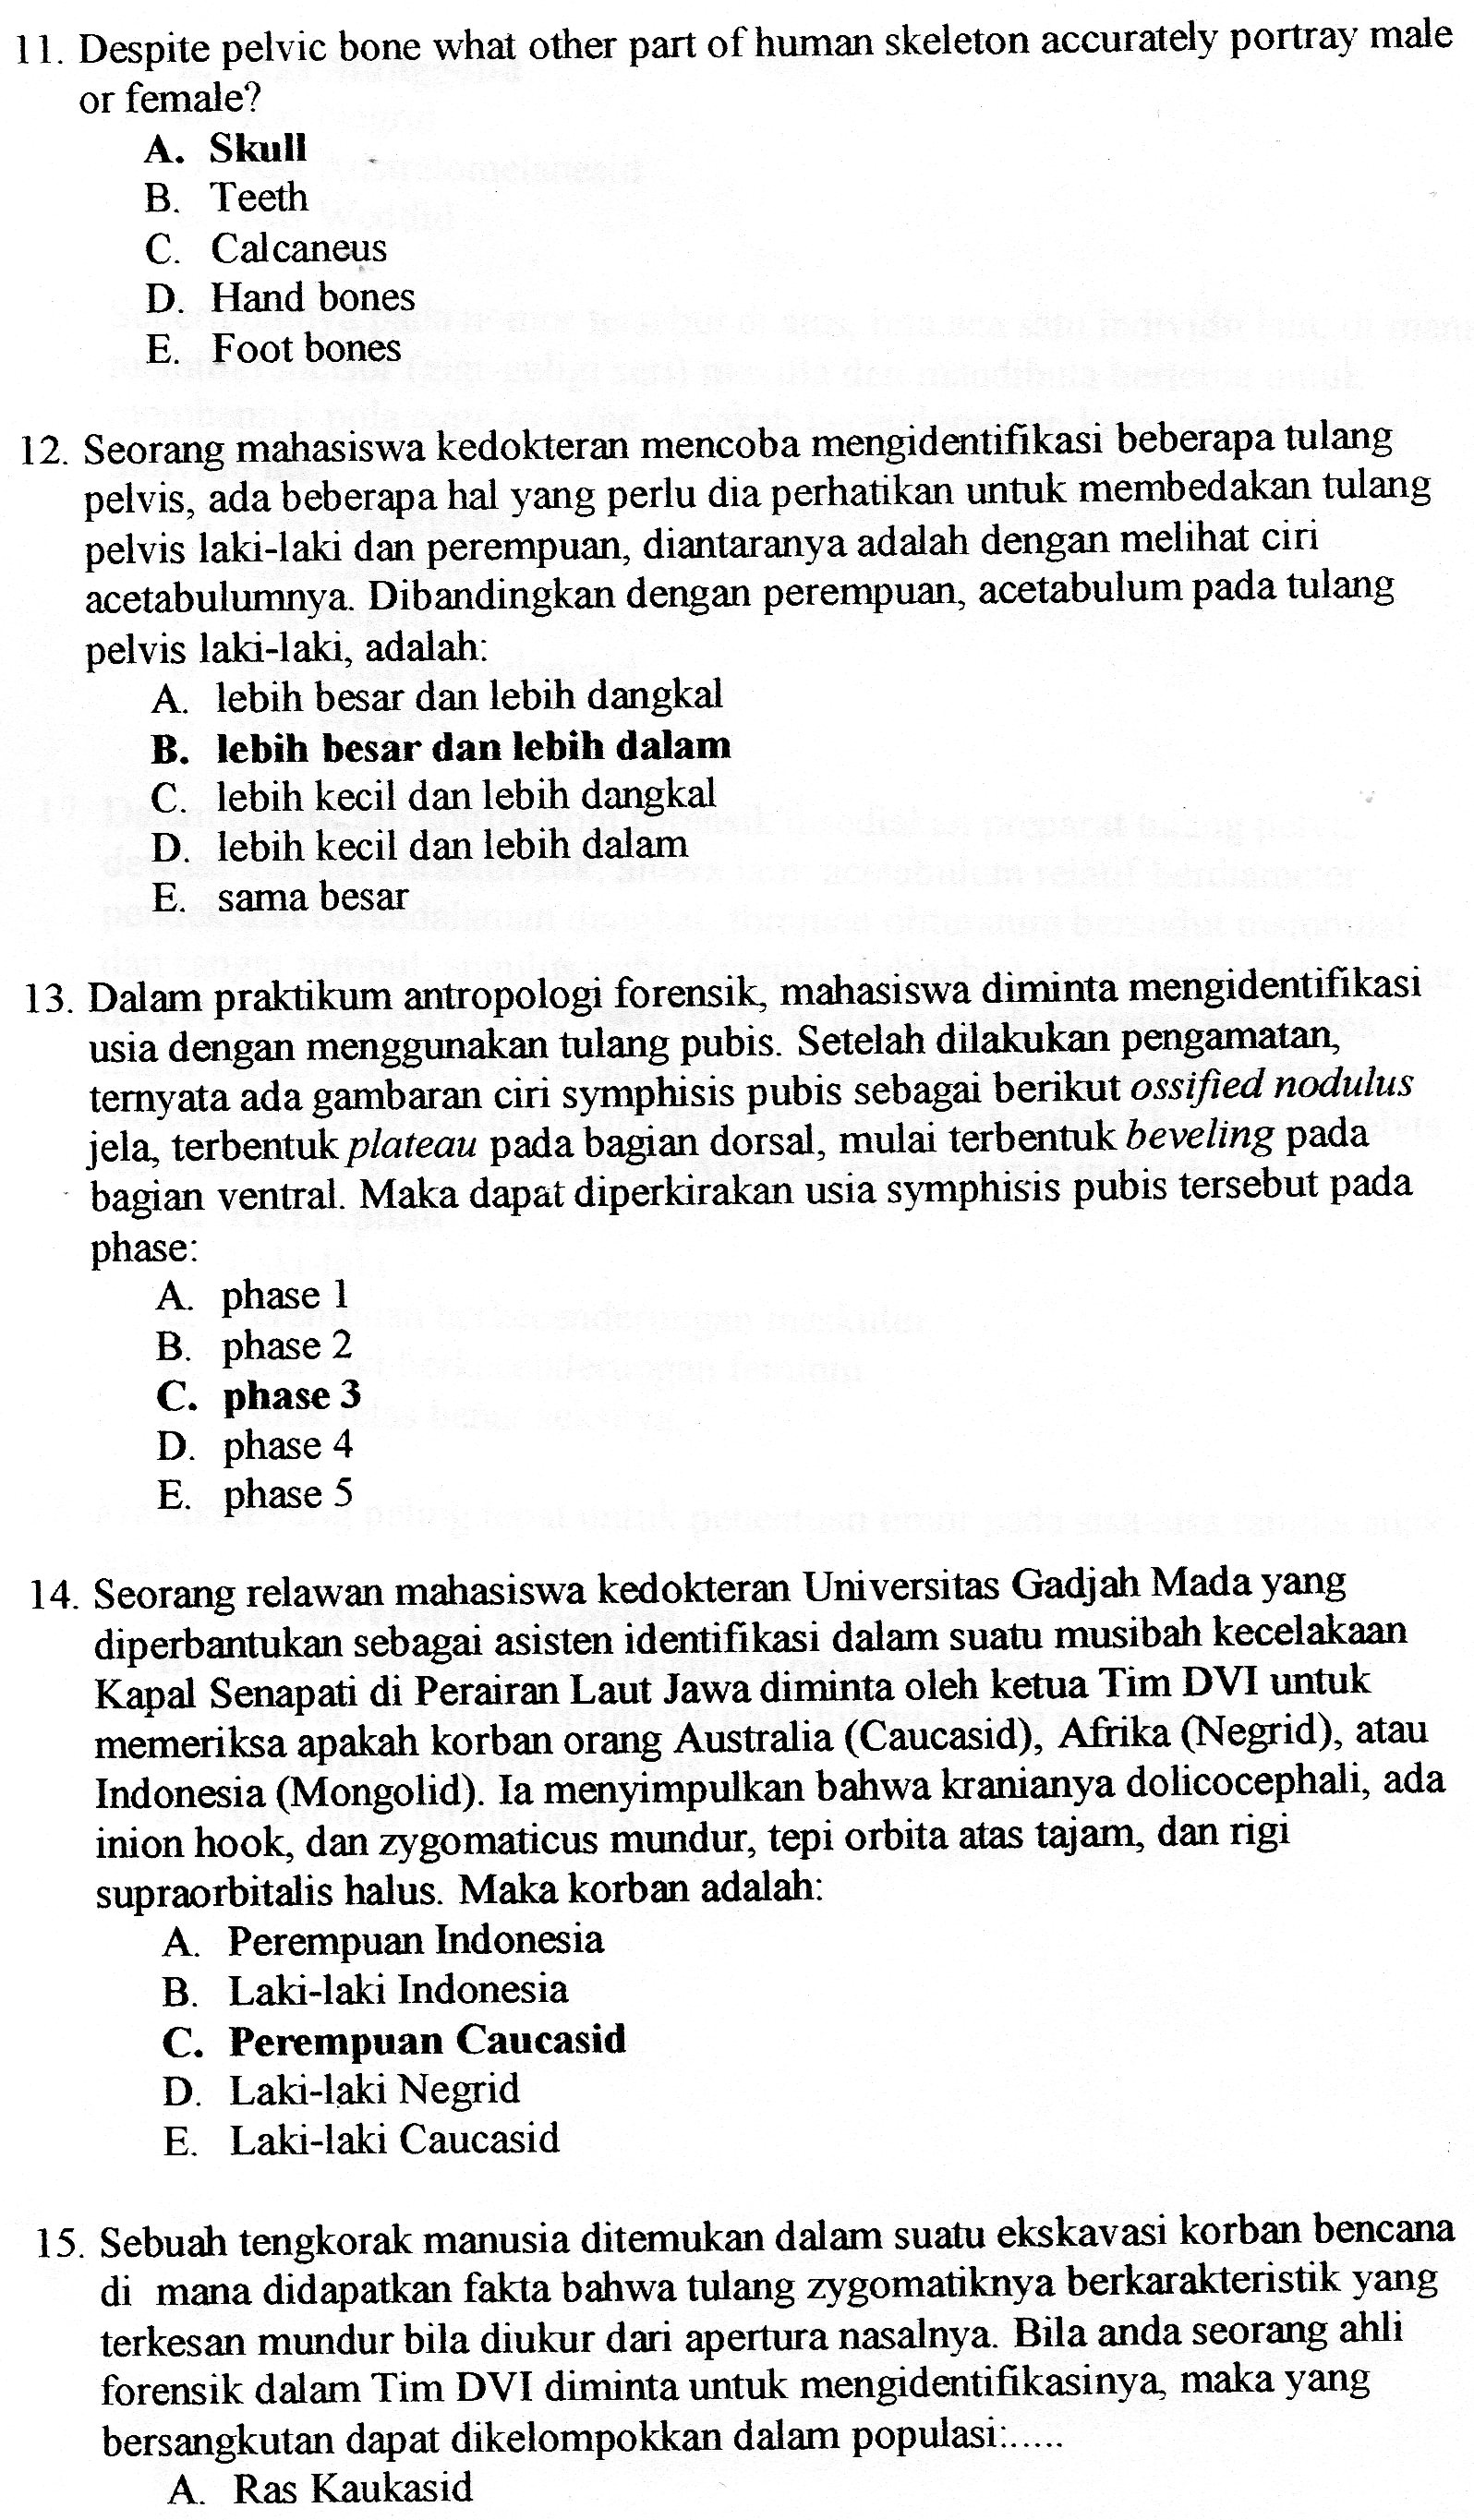 11. Despite pelvic bone what other part of human skeleton accurately portray male
or female?
A. Skull
B. Teeth
C. Calcaneus
D. Hand bones
E. Foot bones
12. Seorang mahasiswa kedokteran mencoba mengidentifikasi beberapa tulang
pelvis, ada beberapa hal yang perlu dia perhatikan untuk membedakan tulang
pelvis laki-laki dan perempuan, diantaranya adalah dengan melihat ciri
acetabulumnya. Dibandingkan dengan perempuan, acetabulum pada tulang
pelvis laki-laki, adalah:
A. lebih besar dan lebih dangkal
B. lebih besar dan lebih dalam
C. lebih kecil dan lebih dangkal
D. lebih kecil dan lebih dalam
E. sama besar
13. Dalam praktikum antropologi forensik, mahasiswa diminta mengidentifikasi
usia dengan menggunakan tulang pubis. Setelah dilakukan pengamatan,
ternyata ada gambaran ciri symphisis pubis sebagai berikut ossified nodulus
jela, terbentuk plateau pada bagian dorsal, mulai terbentuk beveling pada
bagian ventral. Maka dapat diperkirakan usia symphisis pubis tersebut pada
phase:
A. phase 1
B. phase 2
C. phase 3
D. phase 4
E. phase 5
14. Seorang relawan mahasiswa kedokteran Universitas Gadjah Mada yang
diperbantukan sebagai asisten identifikasi dalam suatu musibah kecelakaan
Kapal Senapati di Perairan Laut Jawa diminta oleh ketua Tim DVI untuk
memeriksa apakah korban orang Australia (Caucasid), Afrika (Negrid), atau
Indonesia (Mongolid). Ia menyimpulkan bahwa kranianya dolicocephali, ada
inion hook, dan zygomaticus mundur, tepi orbita atas tajam, dan rigi
supraorbitalis halus. Maka korban adalah:
A. Perempuan Indonesia
B. Laki-laki Indonesia
C. Perempuan Caucasid
D. Laki-laki Negrid
E. Laki-laki Caucasid
15. Sebuah tengkorak manusia ditemukan dalam suatu ekskavasi korban bencana
di mana didapatkan fakta bahwa tulang zygomatiknya berkarakteristik yang
terkesan mundur bila diukur dari apertura nasalnya. Bila anda seorang ahli
forensik dalam Tim DVI diminta untuk mengidentifikasinya, maka yang
bersangkutan dapat dikelompokkan dalam populasi:.....
A. Ras Kaukasid